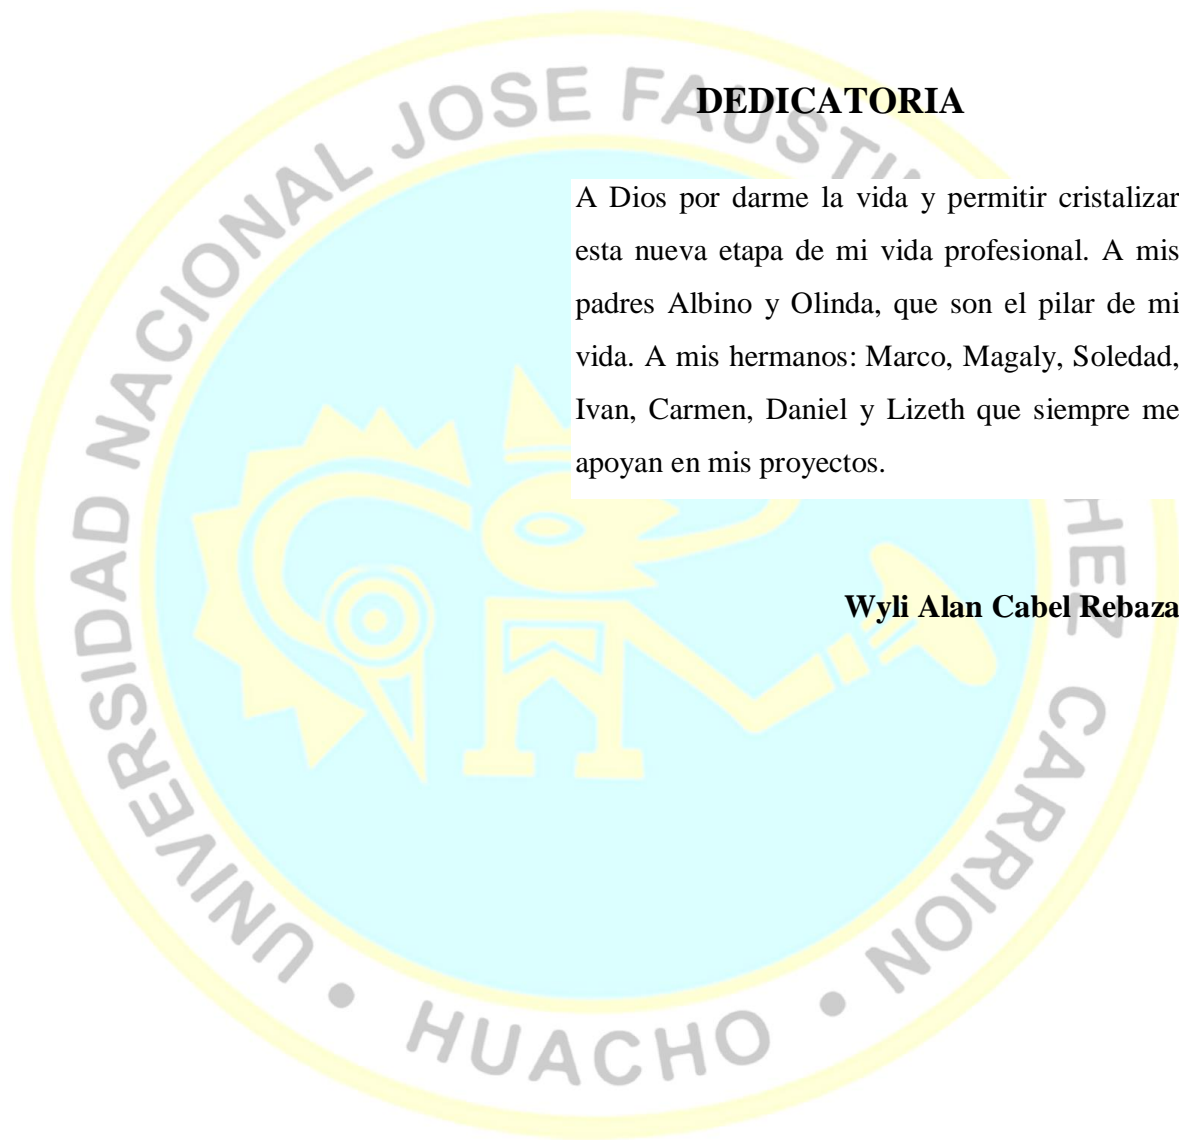 DEDICATORIA
A Dios por darme la vida y permitir cristalizar
esta nueva etapa de mi vida profesional. A mis
padres Albino y Olinda, que son el pilar de mi
vida. A mis hermanos: Marco, Magaly, Soledad,
Ivan, Carmen, Daniel y Lizeth que siempre me
apoyan en mis proyectos.
Wyli Alan Cabel Rebaza
UNIVERSIDAD NACIONAL JOSE CARRION
• HUACHO •